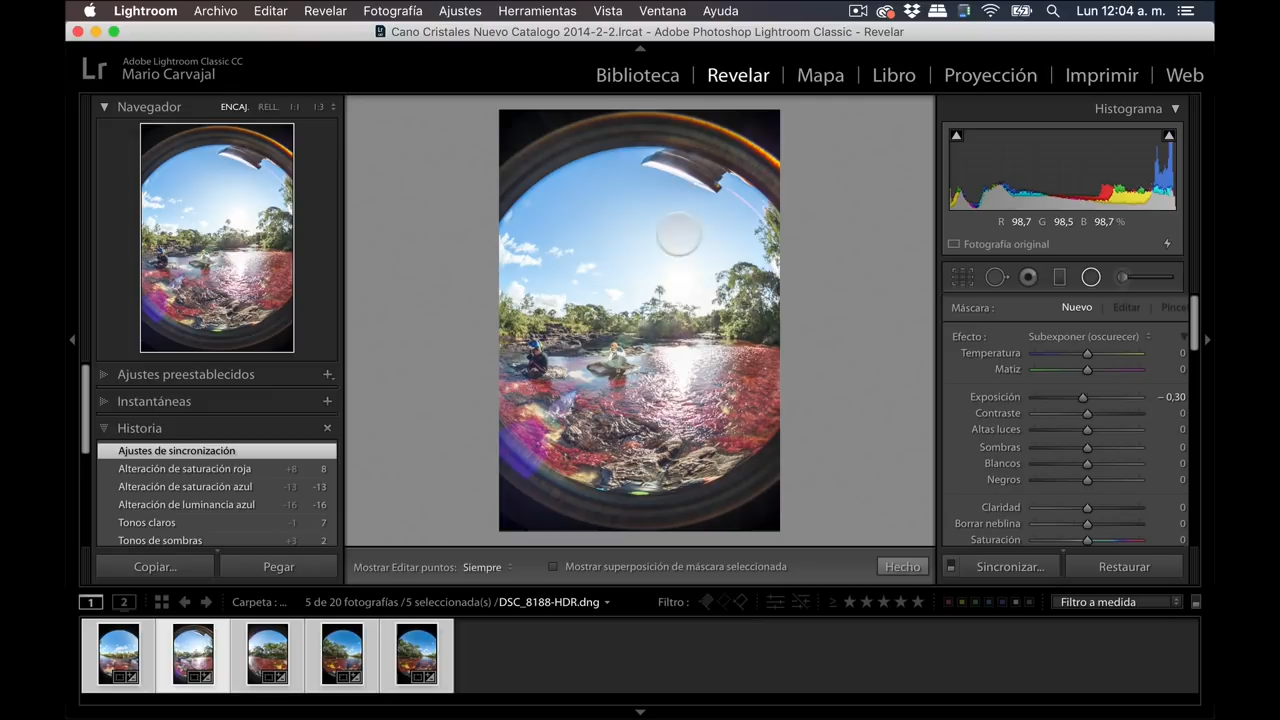 Lightroom Archivo Editar Revelar Fotografía Ajustes Herramientas Vista Ventana Ayuda Lun 12:04 a. m.
Cano Cristales Nuevo Catalogo 2014-2-2.lrcat - Adobe Photoshop Lightroom Classic - Revelar
Lr Adobe Lightroom Classic CC
Mario Carvajal
Biblioteca | Revelar | Mapa | Libro | Proyección | Imprimir | Web
Navegador ENCAJ. RELL. 1:1 1:3
Histograma
R 98,7 G 98,5 B 98,7 %
Fotografía original
Máscara : Nuevo Editar Pince
Efecto : Subexponer (oscurecer)
Temperatura 0
Matiz 0
Exposición – 0,30
Contraste 0
Altas luces 0
Sombras 0
Blancos 0
Negros 0
Claridad 0
Borrar neblina 0
Saturación 0
Ajustes preestablecidos
Instantáneas
Historia
Ajustes de sincronización
Alteración de saturación roja +8 8
Alteración de saturación azul -13 -13
Alteración de luminancia azul -16 -16
Tonos claros -1 7
Tonos de sombras +3 2
Copiar... Pegar
Mostrar Editar puntos: Siempre Mostrar superposición de máscara seleccionada Hecho
Sincronizar... Restaurar
1 2 Carpeta : ... 5 de 20 fotografías /5 seleccionada(s) /DSC_8188-HDR.dng Filtro : Filtro a medida